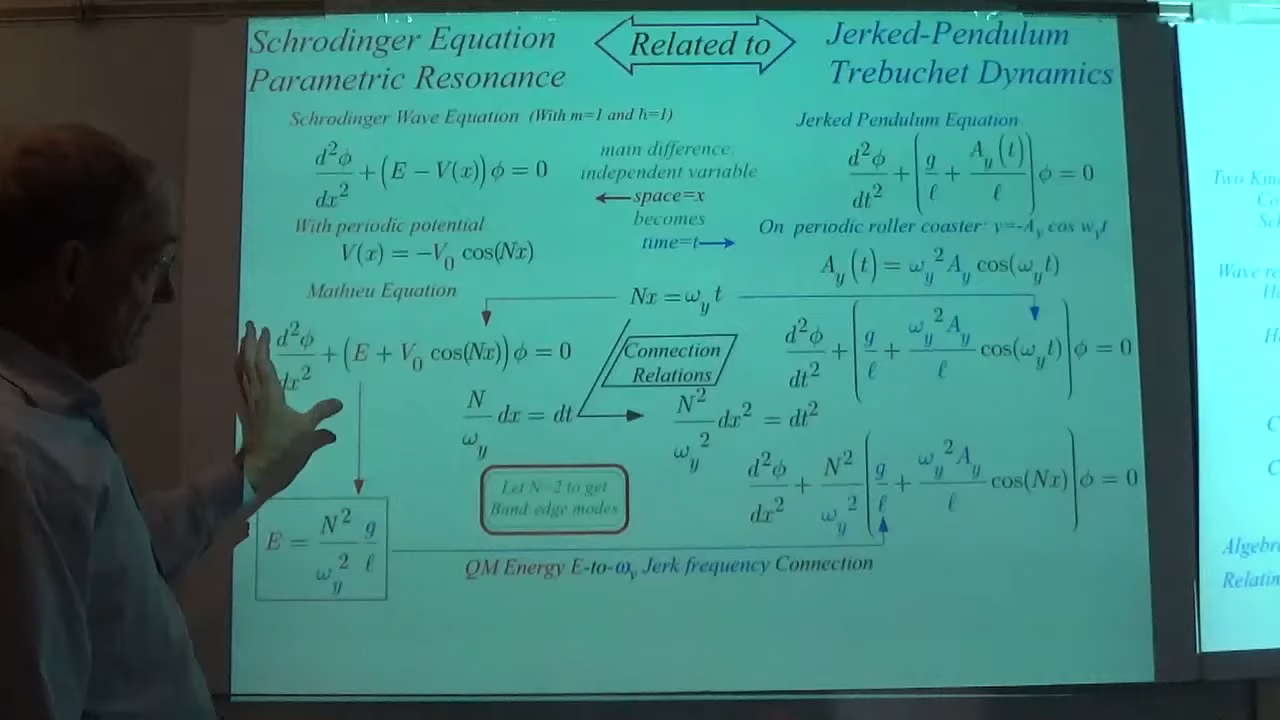 Schrodinger Equation
Parametric Resonance
Related to
Jerked-Pendulum
Trebuchet Dynamics
Schrodinger Wave Equation (With m=1 and ℏ=1)
d²ϕ/dx² + (E − V(x))ϕ = 0
With periodic potential
V(x) = −V₀ cos(Nx)
Mathieu Equation
d²ϕ/dx² + (E + V₀ cos(Nx))ϕ = 0
E = N²/ω_y² g/ℓ
main difference:
independent variable
←space=x
becomes
time=t→
Nx = ω_y t
Connection
Relations
N/ω_y dx = dt
N²/ω_y² dx² = dt²
Let N=2 to get
Band-edge modes
Jerked Pendulum Equation
d²ϕ/dt² + (g/ℓ + A_y(t)/ℓ)ϕ = 0
On periodic roller coaster: y=-A_y cos w_y t
A_y(t) = ω_y² A_y cos(ω_y t)
d²ϕ/dt² + (g/ℓ + ω_y² A_y/ℓ cos(ω_y t))ϕ = 0
d²ϕ/dx² + N²/ω_y² (g/ℓ + ω_y² A_y/ℓ cos(Nx))ϕ = 0
QM Energy E-to-ω_y Jerk frequency Connection
Two
Wave
Algebr